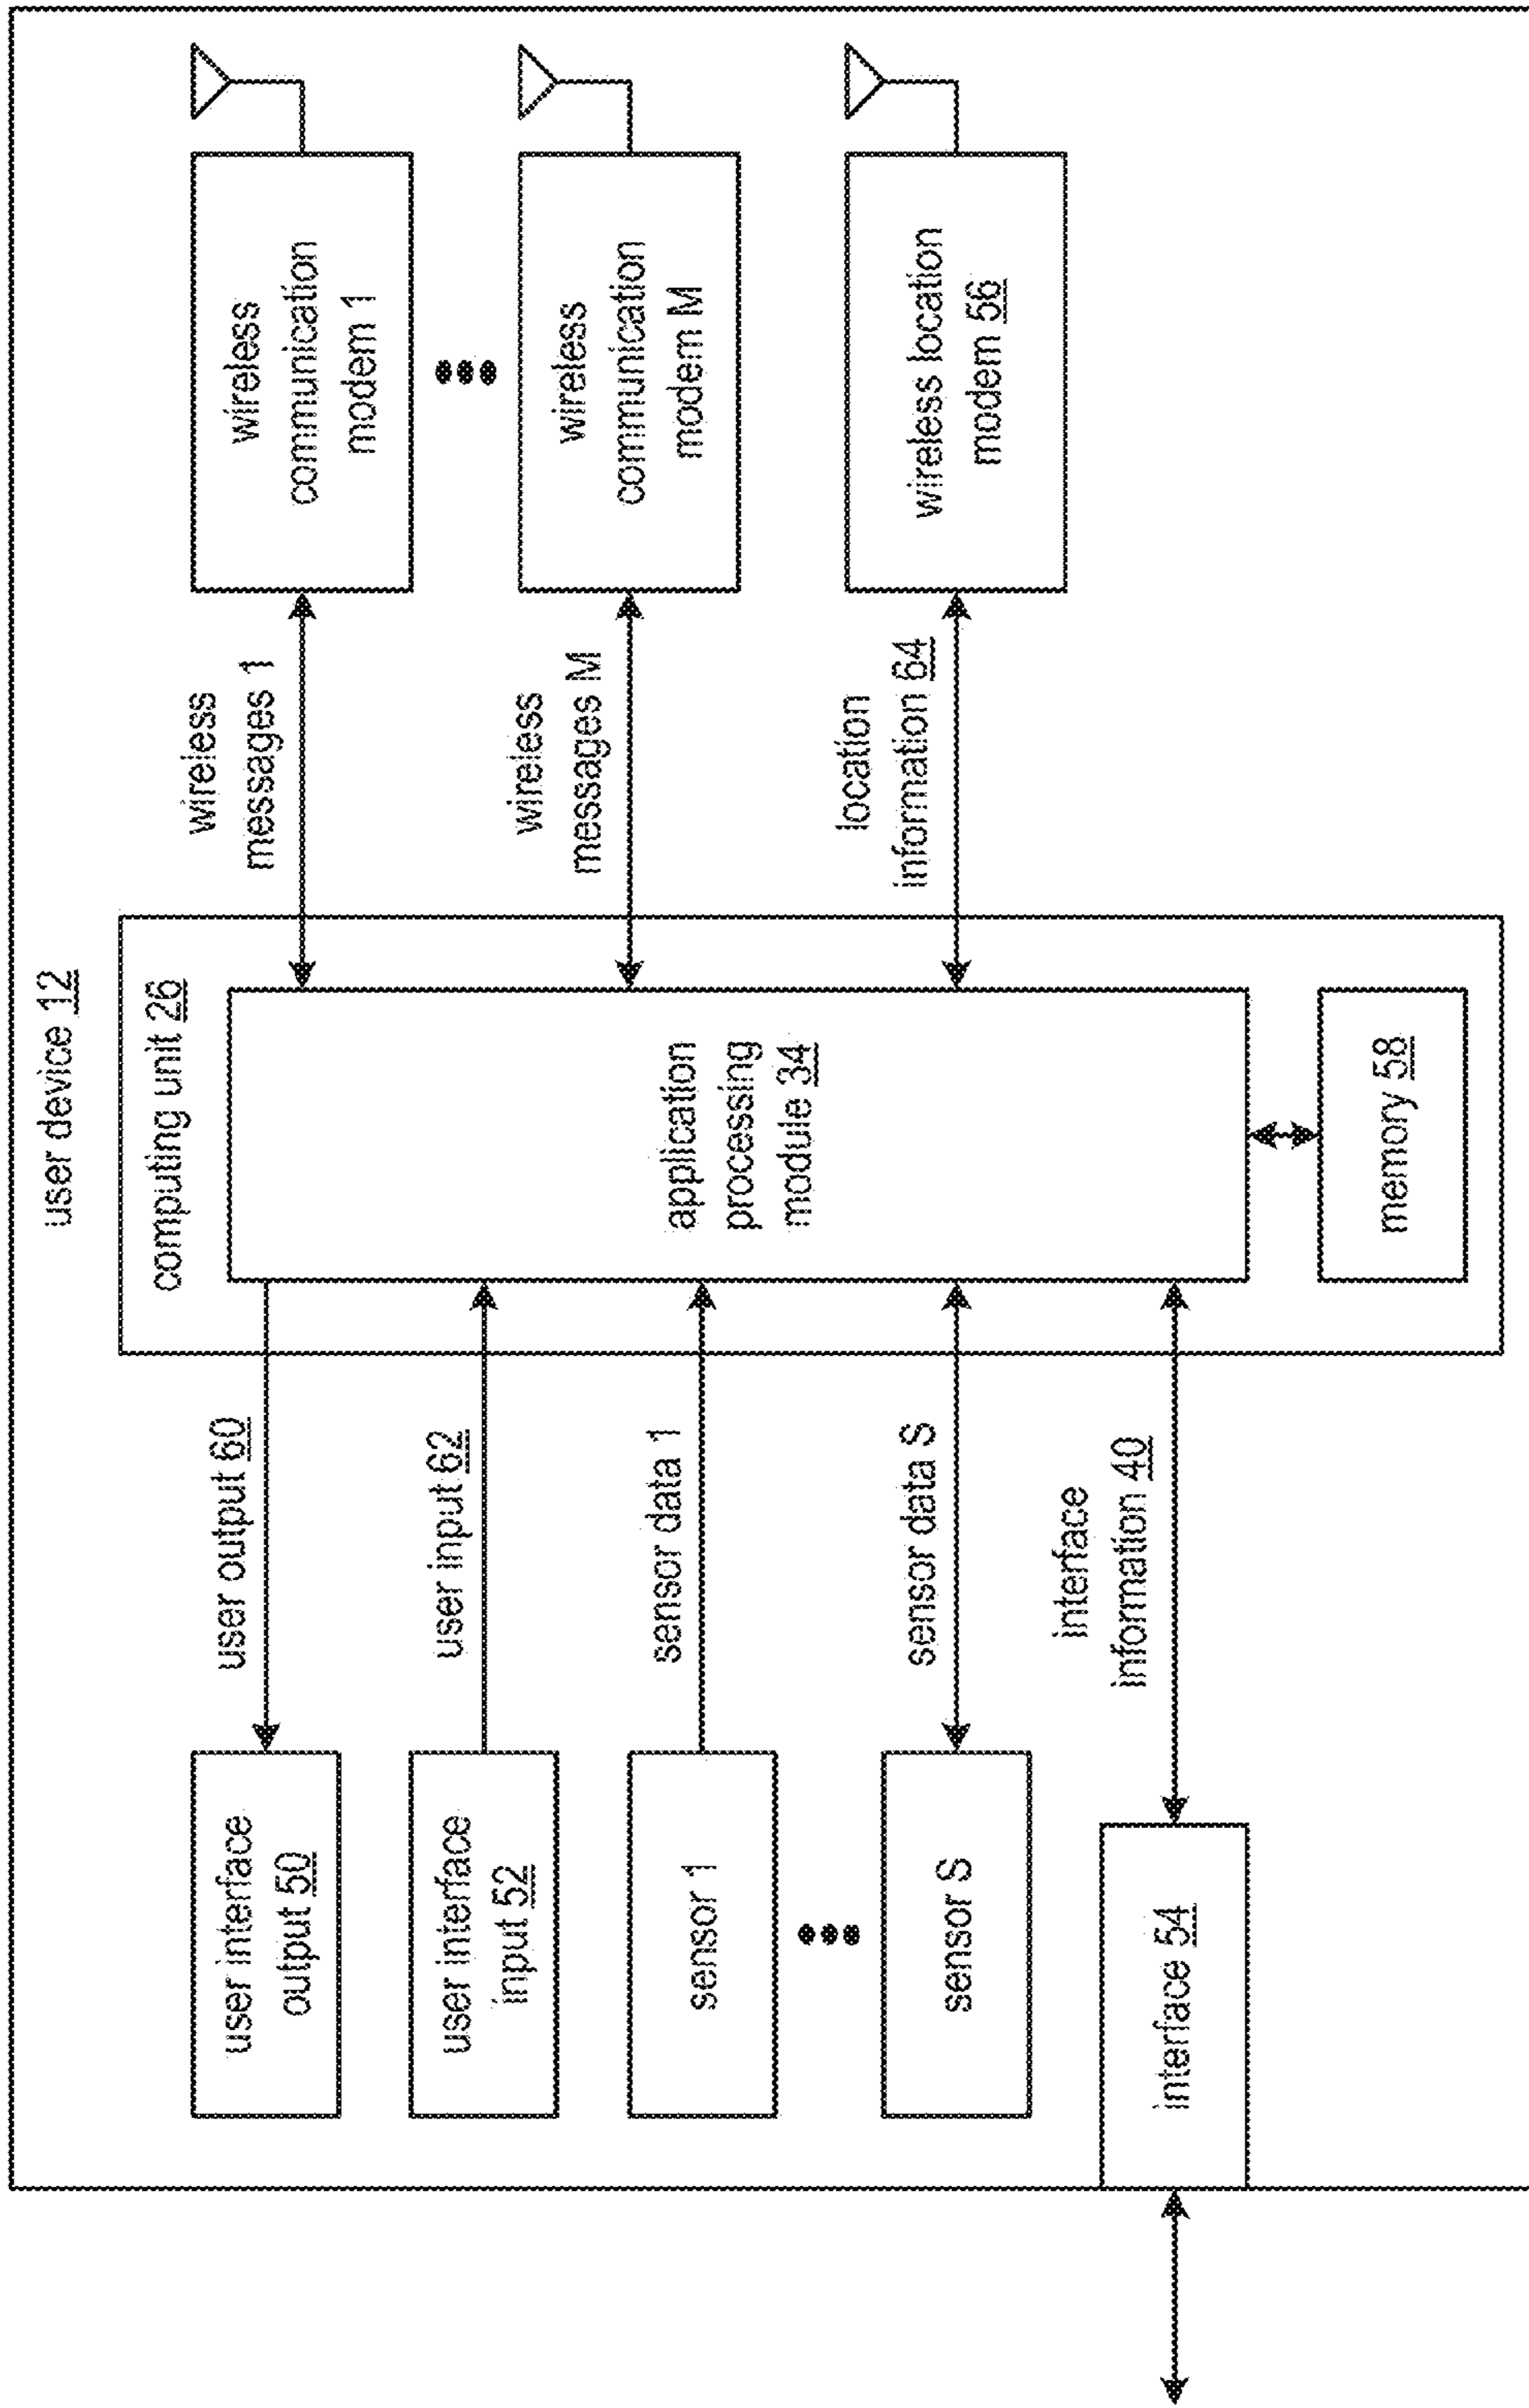 user device 12
computing unit 26
user interface
output 50
user output 60
user interface
input 52
user input 62
sensor 1
sensor data 1
sensor S
sensor data S
interface 54
interface
information 40
application
processing
module 34
memory 58
wireless
messages 1
wireless
communication
modem 1
wireless
messages M
wireless
communication
modem M
location
information 64
wireless location
modem 56